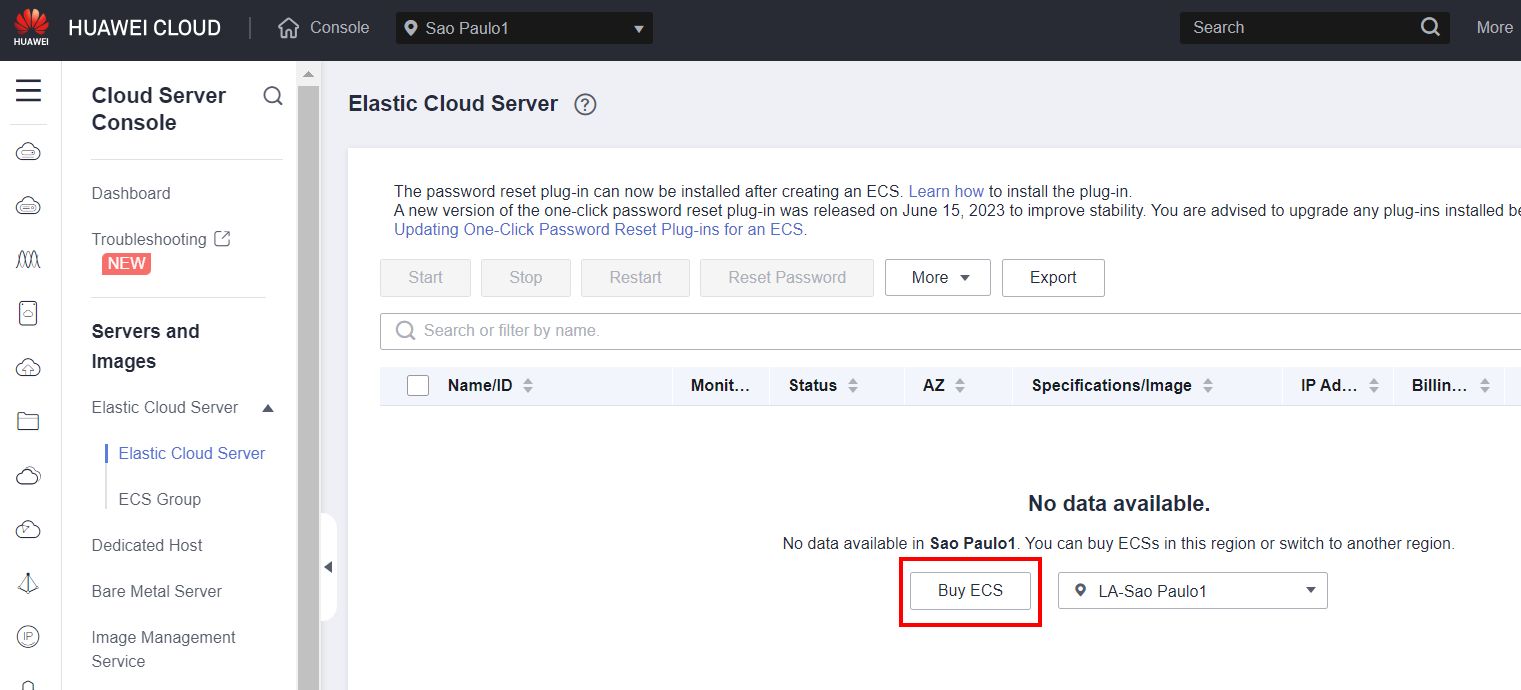 HUAWEI
HUAWEI CLOUD
Console
Sao Paulo1
Search
More
Cloud Server
Console
Dashboard
Troubleshooting
NEW
Servers and
Images
Elastic Cloud Server
Elastic Cloud Server
ECS Group
Dedicated Host
Bare Metal Server
Image Management
Service
IP
Elastic Cloud Server ?
The password reset plug-in can now be installed after creating an ECS. Learn how to install the plug-in.
A new version of the one-click password reset plug-in was released on June 15, 2023 to improve stability. You are advised to upgrade any plug-ins installed be
Updating One-Click Password Reset Plug-ins for an ECS.
Start Stop Restart Reset Password More Export
Search or filter by name.
Name/ID Monit... Status AZ Specifications/Image IP Ad... Billin...
No data available.
No data available in Sao Paulo1. You can buy ECSs in this region or switch to another region.
Buy ECS LA-Sao Paulo1